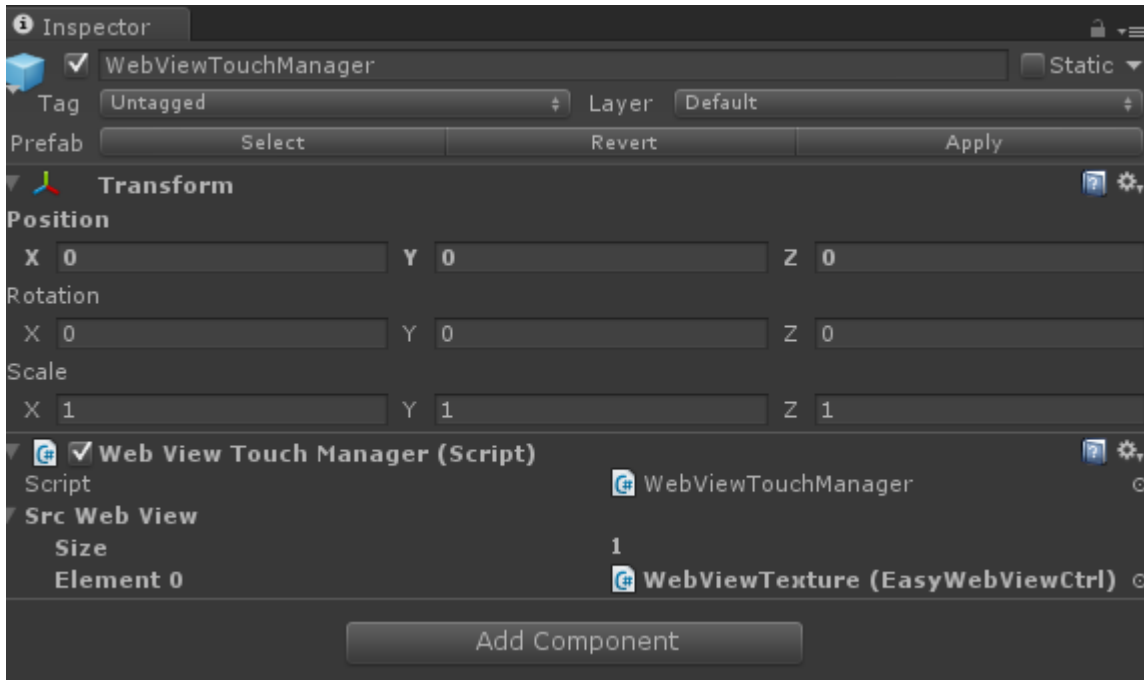 Inspector
WebViewTouchManager Static
Tag Untagged Layer Default
Prefab Select Revert Apply
Transform
Position
X 0 Y 0 Z 0
Rotation
X 0 Y 0 Z 0
Scale
X 1 Y 1 Z 1
Web View Touch Manager (Script)
Script WebViewTouchManager
Src Web View
Size 1
Element 0 WebViewTexture (EasyWebViewCtrl)
Add Component